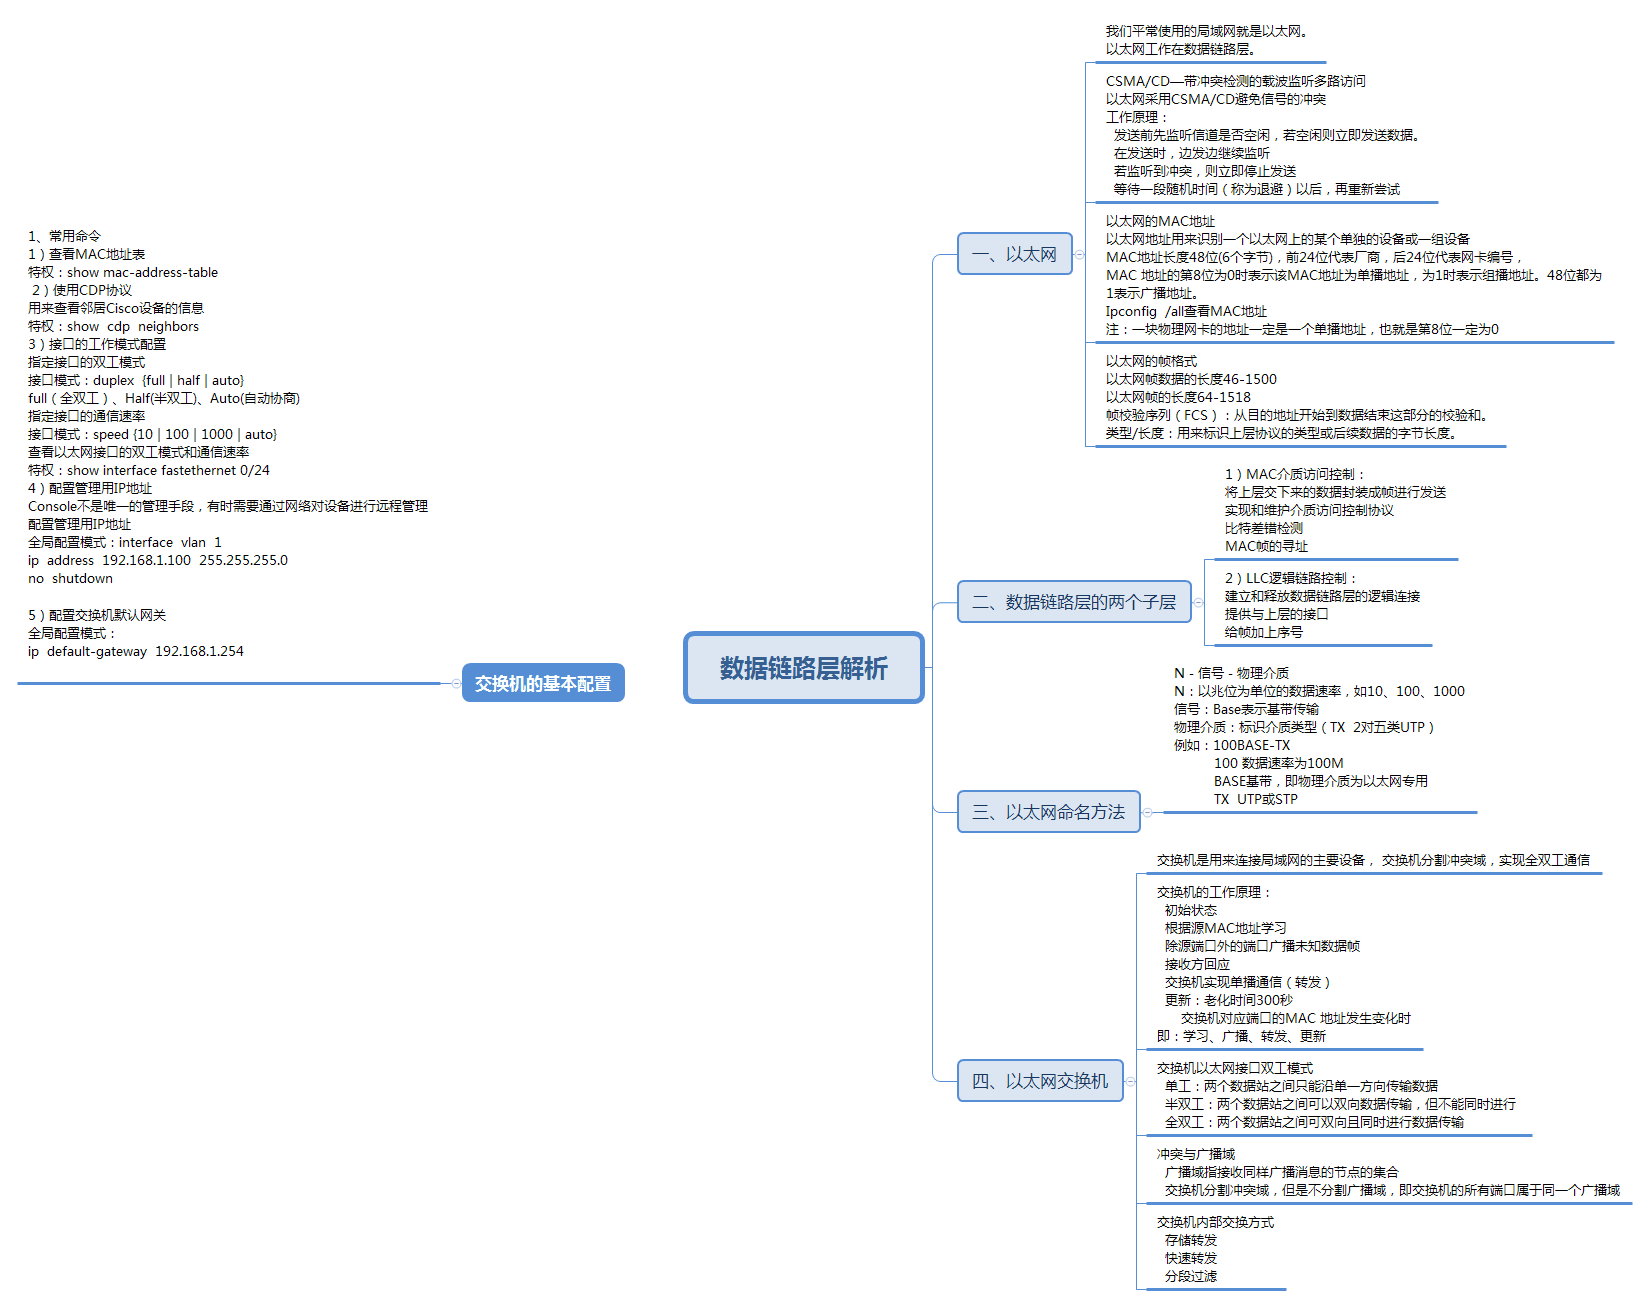 数据链路层解析
一、以太网
我们平常使用的局域网就是以太网。
以太网工作在数据链路层。
CSMA/CD—带冲突检测的载波监听多路访问
以太网采用CSMA/CD避免信号的冲突
工作原理：
发送前先监听信道是否空闲，若空闲则立即发送数据。
在发送时，边发边继续监听
若监听到冲突，则立即停止发送
等待一段随机时间（称为退避）以后，再重新尝试
以太网的MAC地址
以太网地址用来识别一个以太网上的某个单独的设备或一组设备
MAC地址长度48位(6个字节)，前24位代表厂商，后24位代表网卡编号，
MAC 地址的第8位为0时表示该MAC地址为单播地址，为1时表示组播地址。48位都为
1表示广播地址。
Ipconfig /all查看MAC地址
注：一块物理网卡的地址一定是一个单播地址，也就是第8位一定为0
以太网的帧格式
以太网帧数据的长度46-1500
以太网帧的长度64-1518
帧校验序列（FCS）：从目的地址开始到数据结束这部分的校验和。
类型/长度：用来标识上层协议的类型或后续数据的字节长度。
二、数据链路层的两个子层
1）MAC介质访问控制：
将上层交下来的数据封装成帧进行发送
实现和维护介质访问控制协议
比特差错检测
MAC帧的寻址
2）LLC逻辑链路控制：
建立和释放数据链路层的逻辑连接
提供与上层的接口
给帧加上序号
三、以太网命名方法
N - 信号 - 物理介质
N：以兆位为单位的数据速率，如10、100、1000
信号：Base表示基带传输
物理介质：标识介质类型（TX 2对五类UTP）
例如：100BASE-TX
100 数据速率为100M
BASE基带，即物理介质为以太网专用
TX UTP或STP
四、以太网交换机
交换机是用来连接局域网的主要设备， 交换机分割冲突域，实现全双工通信
交换机的工作原理：
初始状态
根据源MAC地址学习
除源端口外的端口广播未知数据帧
接收方回应
交换机实现单播通信（转发）
更新：老化时间300秒
交换机对应端口的MAC 地址发生变化时
即：学习、广播、转发、更新
交换机以太网接口双工模式
单工：两个数据站之间只能沿单一方向传输数据
半双工：两个数据站之间可以双向数据传输，但不能同时进行
全双工：两个数据站之间可双向且同时进行数据传输
冲突与广播域
广播域指接收同样广播消息的节点的集合
交换机分割冲突域，但是不分割广播域，即交换机的所有端口属于同一个广播域
交换机内部交换方式
存储转发
快速转发
分段过滤
交换机的基本配置
1、常用命令
1）查看MAC地址表
特权：show mac-address-table
2）使用CDP协议
用来查看邻居Cisco设备的信息
特权：show cdp neighbors
3）接口的工作模式配置
指定接口的双工模式
接口模式：duplex {full | half | auto}
full（全双工）、Half(半双工)、Auto(自动协商)
指定接口的通信速率
接口模式：speed {10 | 100 | 1000 | auto}
查看以太网接口的双工模式和通信速率
特权：show interface fastethernet 0/24
4）配置管理用IP地址
Console不是唯一的管理手段，有时需要通过网络对设备进行远程管理
配置管理用IP地址
全局配置模式：interface vlan 1
ip address 192.168.1.100 255.255.255.0
no shutdown
5）配置交换机默认网关
全局配置模式：
ip default-gateway 192.168.1.254